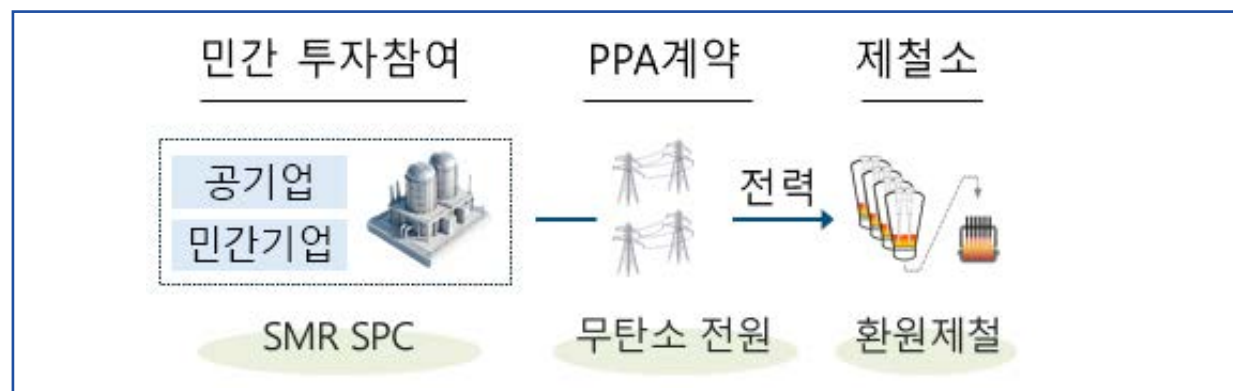 민간 투자참여
PPA계약
제철소
공기업
민간기업
전력
SMR SPC
무탄소 전원
환원제철